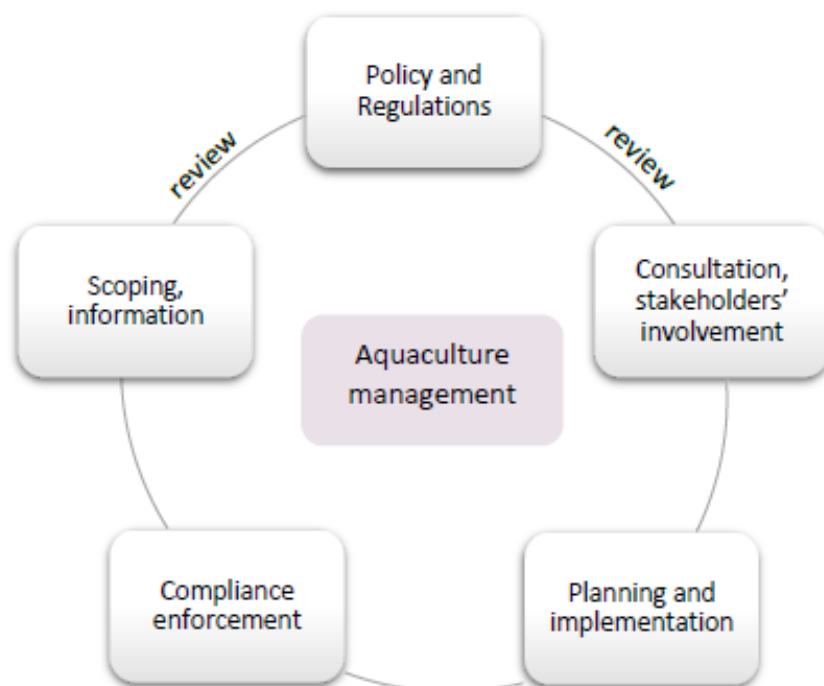 Policy and
Regulations
review
review
Scoping,
information
Consultation,
stakeholders’
involvement
Aquaculture
management
Compliance
enforcement
Planning and
implementation